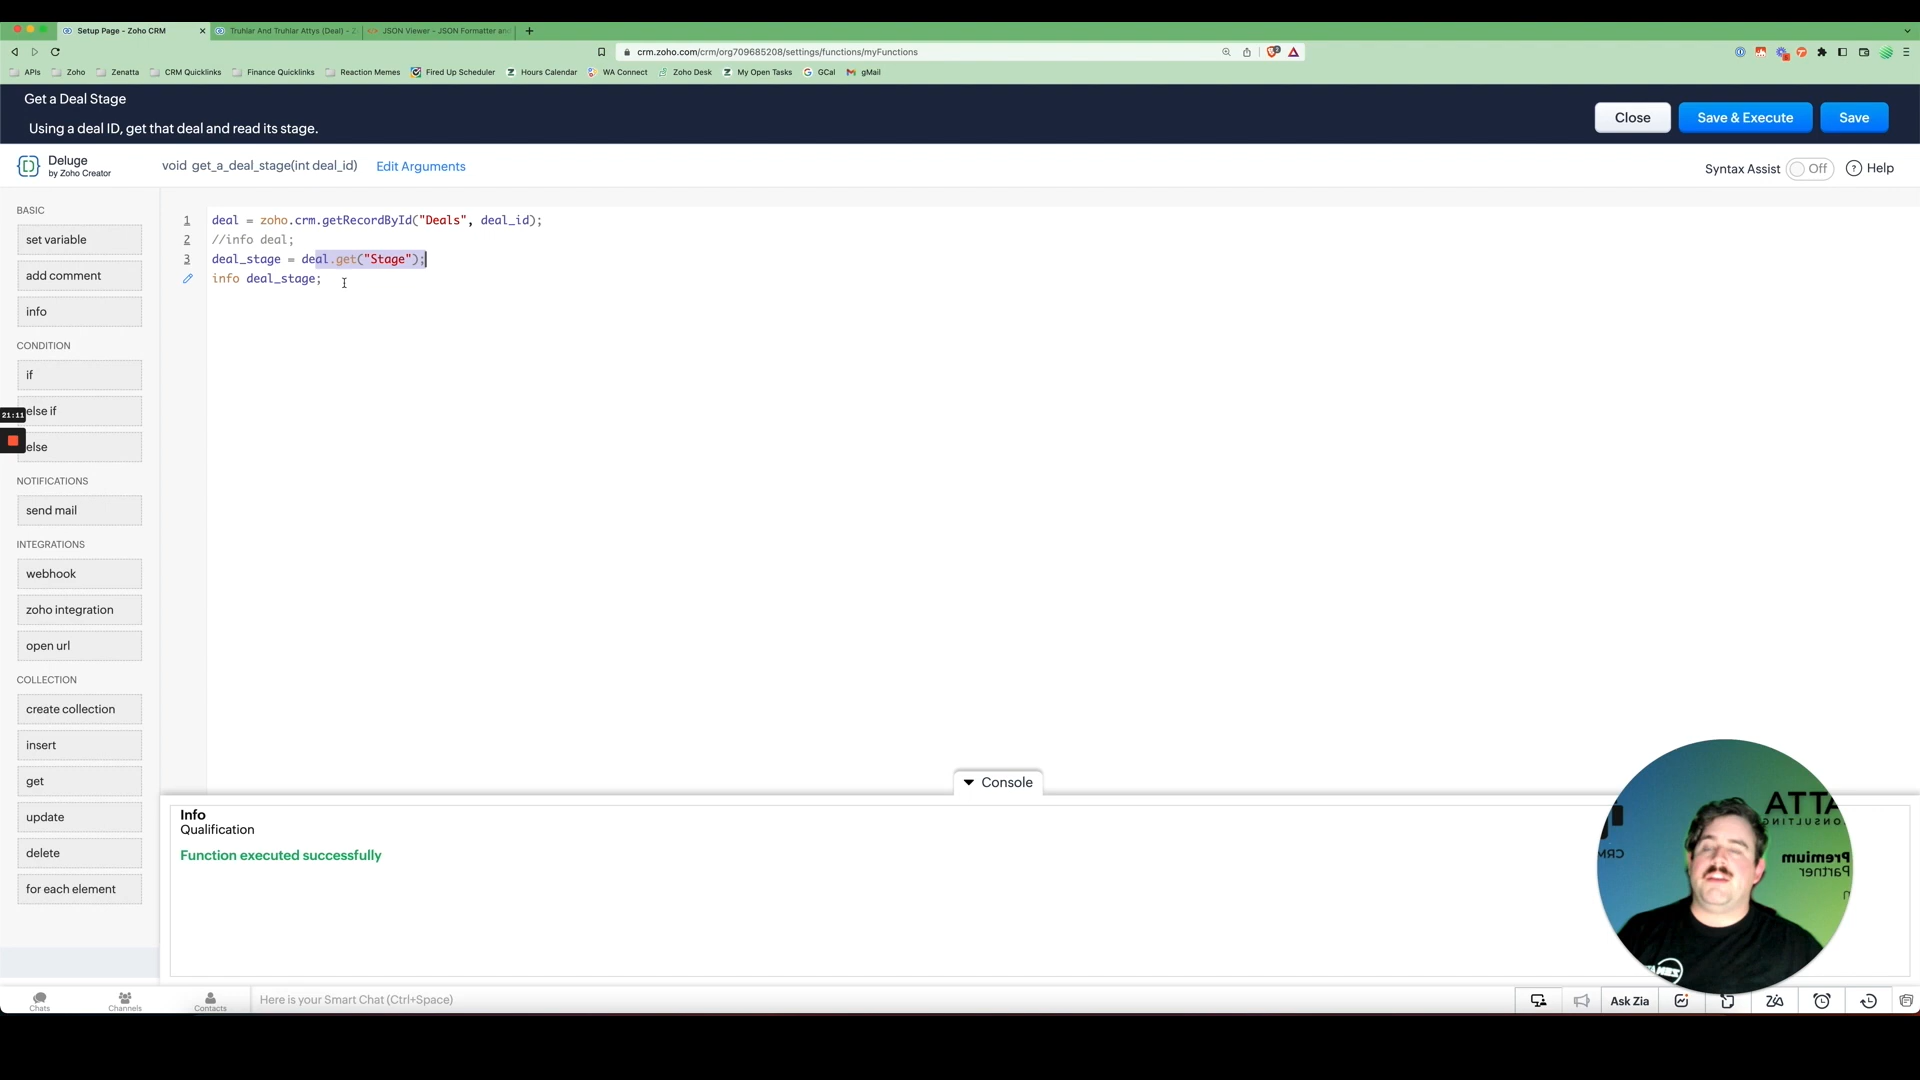 Setup Page - Zoho CRM
Truhlar And Truhlar Attys (Deal) - Z
JSON Viewer - JSON Formatter and
crm.zoho.com/crm/org709685208/settings/functions/myFunctions
APIs
Zoho
Zenatta
CRM Quicklinks
Finance Quicklinks
Reaction Memes
Fired Up Scheduler
Hours Calendar
WA Connect
Zoho Desk
My Open Tasks
GCal
gMail
Get a Deal Stage
Using a deal ID, get that deal and read its stage.
Close
Save & Execute
Save
Deluge
by Zoho Creator
void get_a_deal_stage(int deal_id)
Edit Arguments
Syntax Assist
Off
? Help
BASIC
set variable
add comment
info
CONDITION
if
else if
else
21:11
NOTIFICATIONS
send mail
INTEGRATIONS
webhook
zoho integration
open url
COLLECTION
create collection
insert
get
update
delete
for each element
1 deal = zoho.crm.getRecordById("Deals", deal_id);
2 //info deal;
3 deal_stage = deal.get("Stage");
info deal_stage;
Console
Info
Qualification
Function executed successfully
ATTA
CONSULTING
CRM
Premium
Partner
Chats
Channels
Contacts
Here is your Smart Chat (Ctrl+Space)
Ask Zia